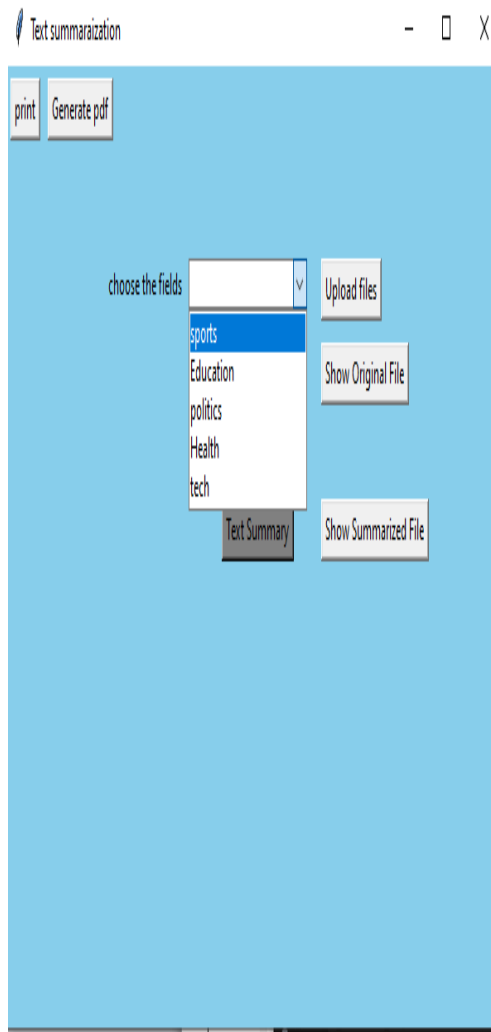 Text summaraization
print Generate pdf
choose the fields Upload files
sports
Education Show Original File
politics
Health
tech
Text Summary Show Summarized File